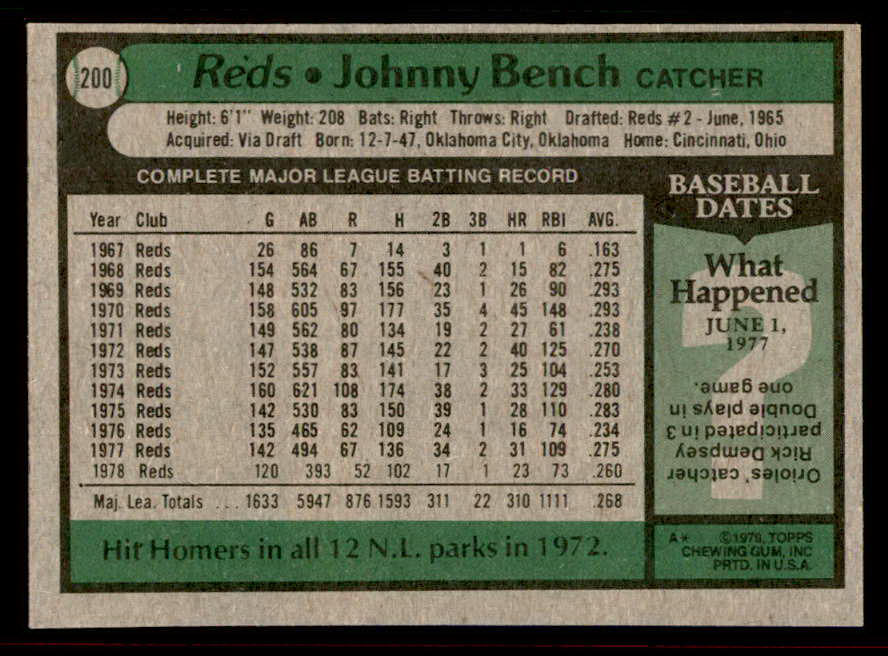 200
Reds • Johnny Bench CATCHER
Height: 6'1" Weight: 208 Bats: Right Throws: Right Drafted: Reds #2 - June, 1965
Acquired: Via Draft Born: 12-7-47, Oklahoma City, Oklahoma Home: Cincinnati, Ohio
COMPLETE MAJOR LEAGUE BATTING RECORD
Year Club G AB R H 2B 3B HR RBI AVG.
1967 Reds 26 86 7 14 3 1 1 6 .163
1968 Reds 154 564 67 155 40 2 15 82 .275
1969 Reds 148 532 83 156 23 1 26 90 .293
1970 Reds 158 605 97 177 35 4 45 148 .293
1971 Reds 149 562 80 134 19 2 27 61 .238
1972 Reds 147 538 87 145 22 2 40 125 .270
1973 Reds 152 557 83 141 17 3 25 104 .253
1974 Reds 160 621 108 174 38 2 33 129 .280
1975 Reds 142 530 83 150 39 1 28 110 .283
1976 Reds 135 465 62 109 24 1 16 74 .234
1977 Reds 142 494 67 136 34 2 31 109 .275
1978 Reds 120 393 52 102 17 1 23 73 .260
Maj. Lea. Totals ... 1633 5947 876 1593 311 22 310 1111 .268
Hit Homers in all 12 N.L. parks in 1972.
BASEBALL
DATES
What
Happened
JUNE 1,
1977
Orioles' catcher
Rick Dempsey
participated in 3
Double plays in
one game.
A* ©1979, TOPPS
CHEWING GUM, INC
PRTD. IN U.S.A.